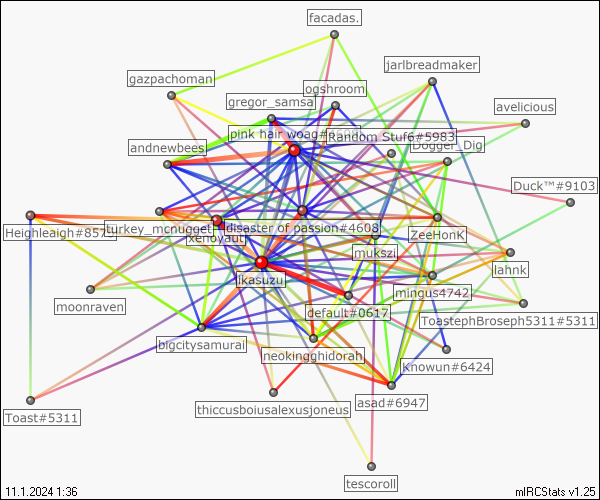 facadas.
jarlbreadmaker
gazpachoman
ogshroom
gregor_samsa
avelicious
pink hair woag#
Random Stuf6#5983
Dogger_Dig
andnewbees
Duck™#9103
Heighleaigh#857
turkey_mcnugget
disaster of passion#4608
xenoyaut
ZeeHonK
mukszi
lahnk
ikasuzu
mingus4742
moonraven
default#0617
ToastephBroseph5311#5311
bigcitysamurai
neokingghidorah
Knowun#6424
Toast#5311
thiccusboiusalexusjoneus
asad#6947
tescoroll
11.1.2024 1:36
mIRCStats v1.25